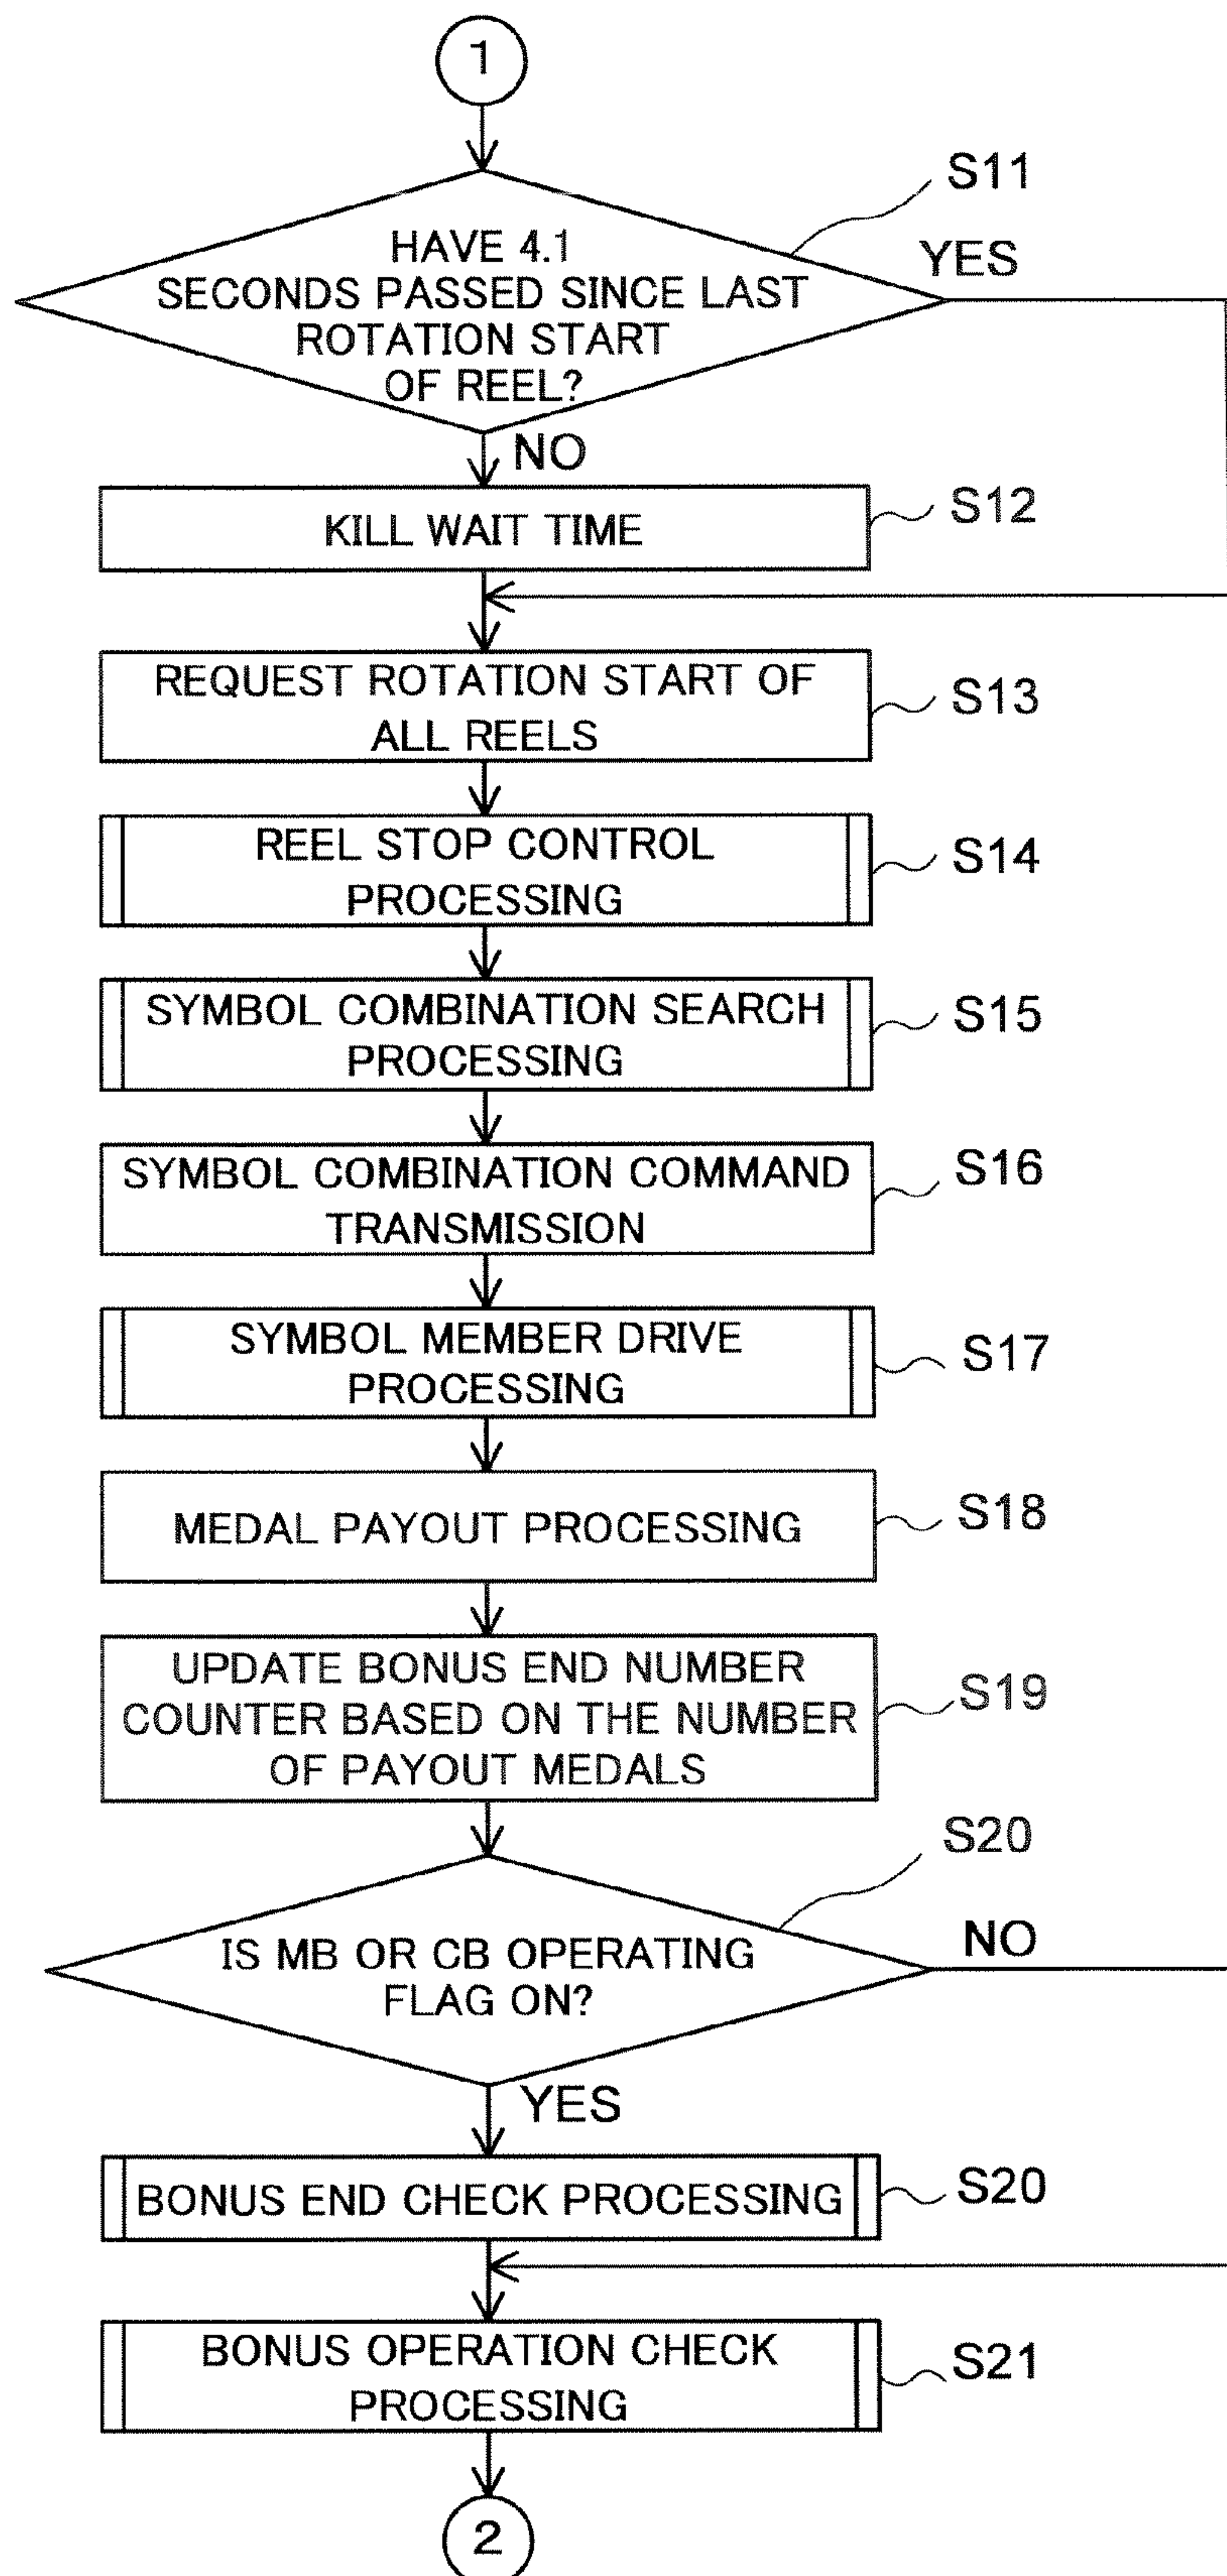 1
S11
HAVE 4.1
SECONDS PASSED SINCE LAST
ROTATION START
OF REEL?
YES
NO
KILL WAIT TIME
S12
REQUEST ROTATION START OF
ALL REELS
S13
REEL STOP CONTROL
PROCESSING
S14
SYMBOL COMBINATION SEARCH
PROCESSING
S15
SYMBOL COMBINATION COMMAND
TRANSMISSION
S16
SYMBOL MEMBER DRIVE
PROCESSING
S17
MEDAL PAYOUT PROCESSING
S18
UPDATE BONUS END NUMBER
COUNTER BASED ON THE NUMBER
OF PAYOUT MEDALS
S19
S20
IS MB OR CB OPERATING
FLAG ON?
NO
YES
BONUS END CHECK PROCESSING
S20
BONUS OPERATION CHECK
PROCESSING
S21
2